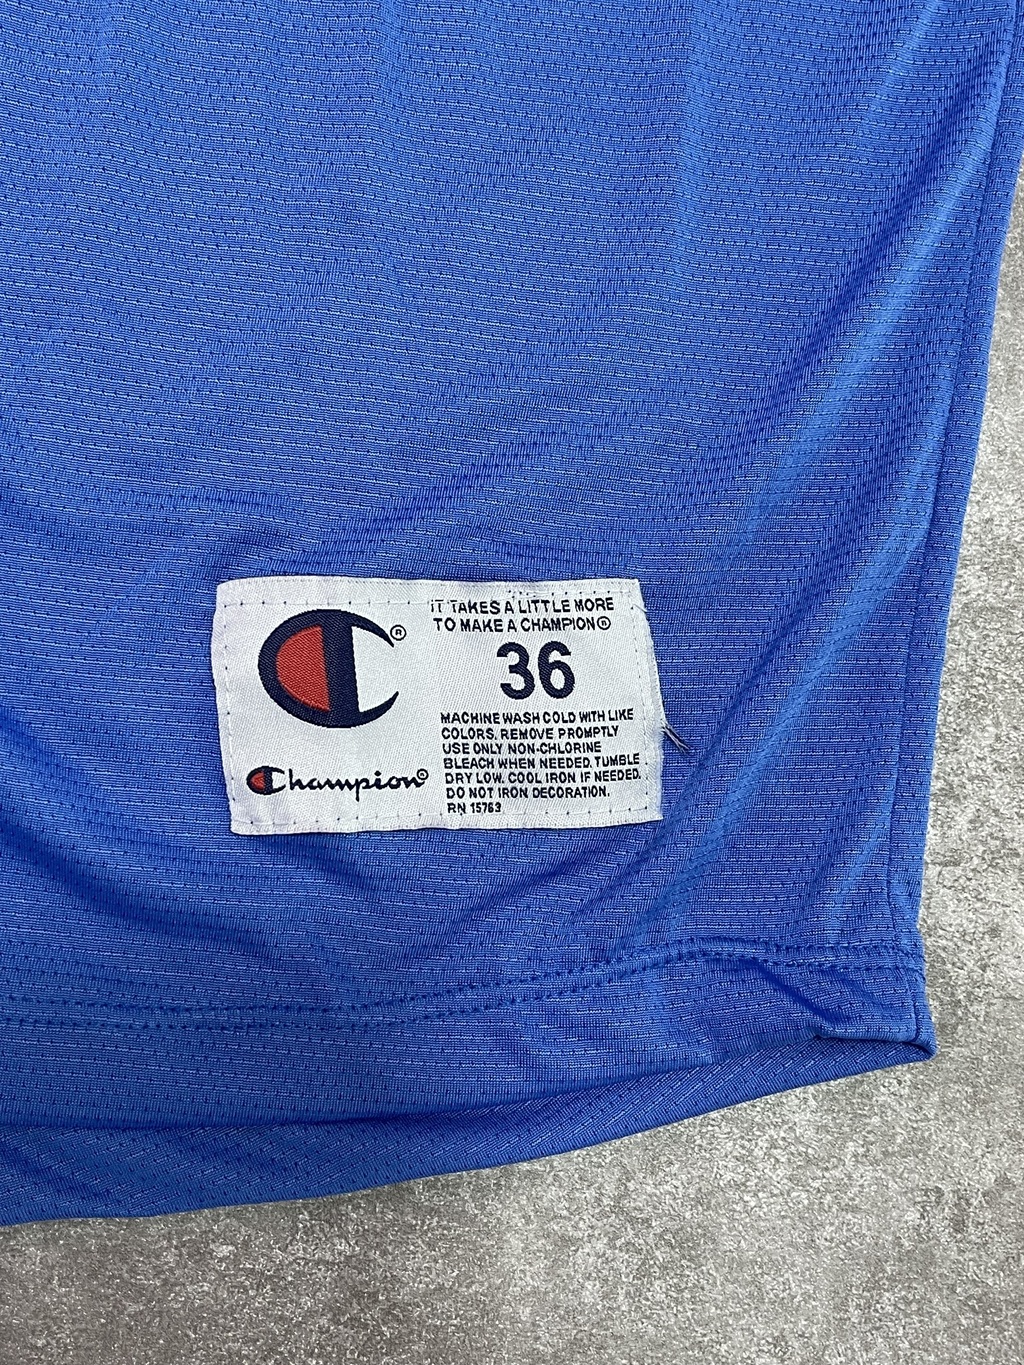 IT TAKES A LITTLE MORE
TO MAKE A CHAMPION®
36
MACHINE WASH COLD WITH LIKE
COLORS. REMOVE PROMPTLY
USE ONLY NON-CHLORINE
BLEACH WHEN NEEDED. TUMBLE
DRY LOW. COOL IRON IF NEEDED.
DO NOT IRON DECORATION.
RN 15763
C®
Champion®